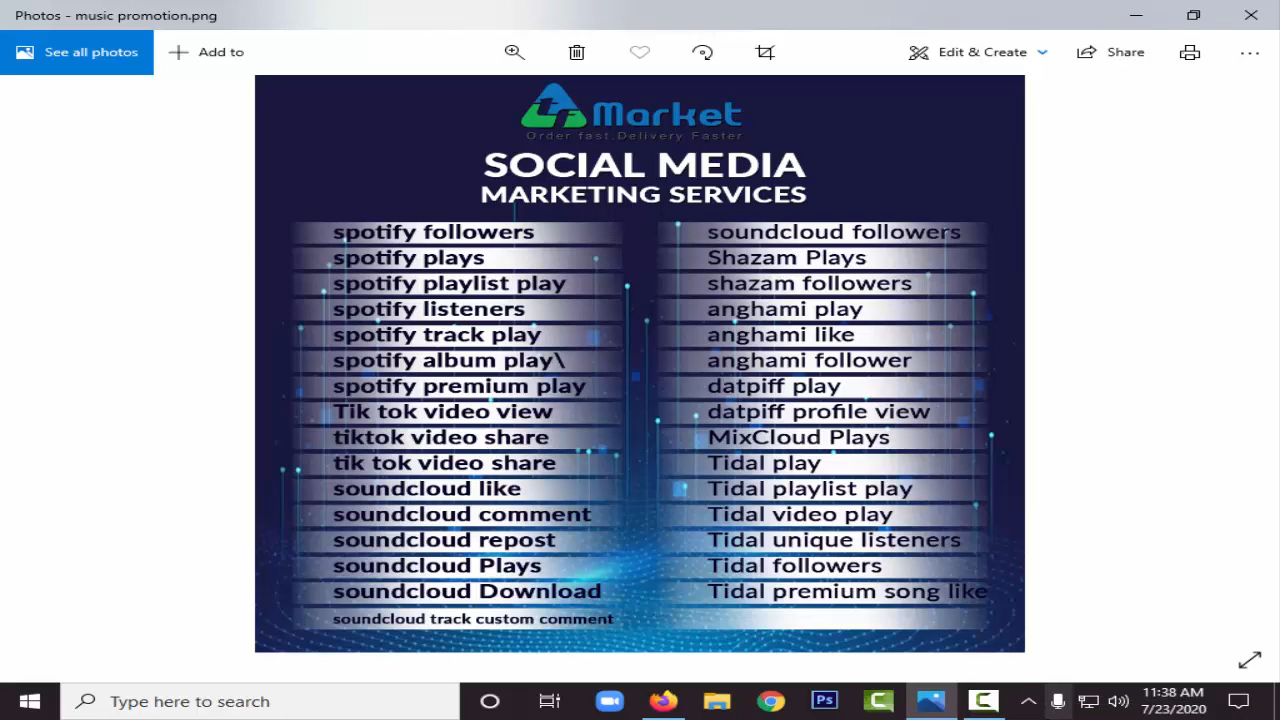 Photos - music promotion.png
See all photos
Add to
Edit & Create
Share
tf Market
Order fast.Delivery Faster
SOCIAL MEDIA
MARKETING SERVICES
spotify followers
spotify plays
spotify playlist play
spotify listeners
spotify track play
spotify album play\
spotify premium play
Tik tok video view
tiktok video share
tik tok video share
soundcloud like
soundcloud comment
soundcloud repost
soundcloud Plays
soundcloud Download
soundcloud track custom comment
soundcloud followers
Shazam Plays
shazam followers
anghami play
anghami like
anghami follower
datpiff play
datpiff profile view
MixCloud Plays
Tidal play
Tidal playlist play
Tidal video play
Tidal unique listeners
Tidal followers
Tidal premium song like
Type here to search
Ps
11:38 AM
7/23/2020